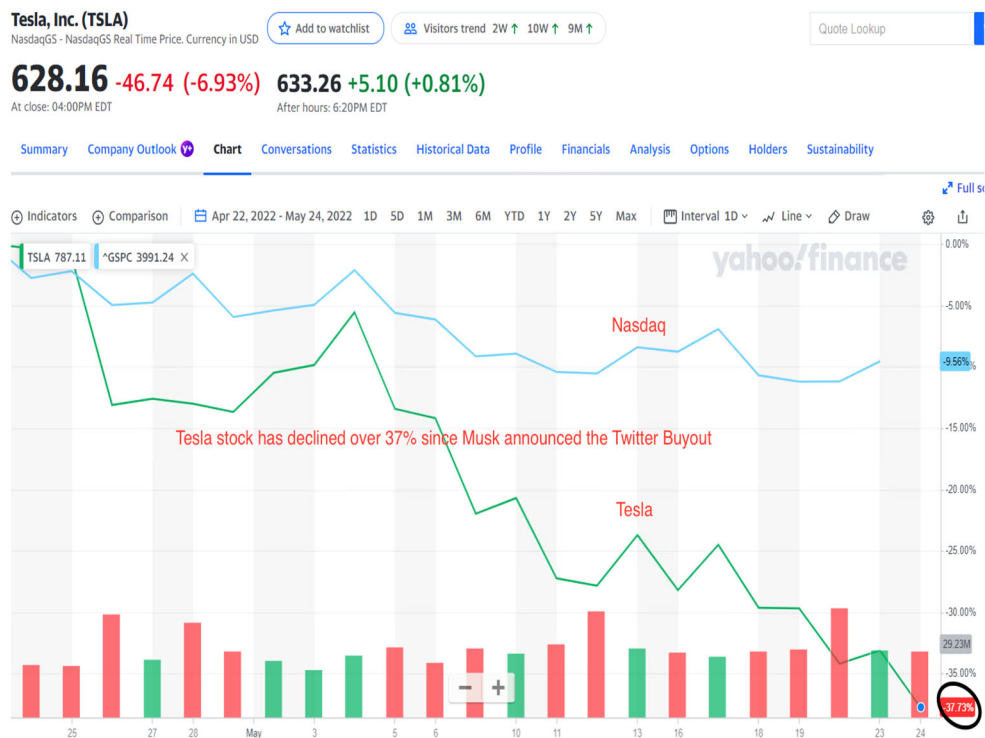 Tesla, Inc. (TSLA)
NasdaqGS - NasdaqGS Real Time Price. Currency in USD
Add to watchlist
Visitors trend 2W↑ 10W↑ 9M↑
Quote Lookup
628.16 -46.74 (-6.93%) 633.26 +5.10 (+0.81%)
At close: 04:00PM EDT After hours: 6:20PM EDT
Summary Company Outlook Y+ Chart Conversations Statistics Historical Data Profile Financials Analysis Options Holders Sustainability
Full
Indicators Comparison Apr 22, 2022 - May 24, 2022 1D 5D 1M 3M 6M YTD 1Y 2Y 5Y Max Interval 1D Line Draw
TSLA 787.11 ^GSPC 3991.24 X
yahoo!finance
0.00%
-5.00%
Nasdaq
-9.56%
Tesla stock has declined over 37% since Musk announced the Twitter Buyout
-15.00%
-20.00%
Tesla
-25.00%
-30.00%
29.23M
-35.00%
− +
-37.73%
25 27 28 May 3 5 6 10 11 13 16 18 19 23 24